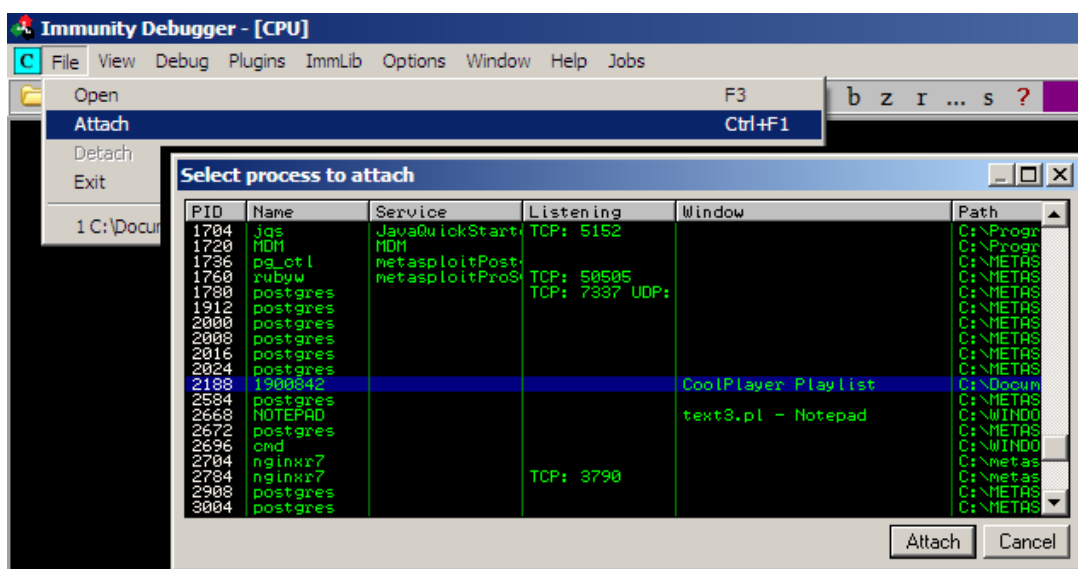 Immunity Debugger - [CPU]
C File View Debug Plugins ImmLib Options Window Help Jobs
Open F3 b z r ... s ?
Attach Ctrl+F1
Detach
Exit
1 C:\Docum
Select process to attach
PID Name Service Listening Window Path
1704 jqs JavaQuickStart TCP: 5152 C:\Progr
1720 MDM MDM C:\Progr
1736 pg_ctl metasploitPost C:\METAS
1760 rubyw metasploitProS TCP: 50505 C:\METAS
1780 postgres TCP: 7337 UDP: C:\METAS
1912 postgres C:\METAS
2000 postgres C:\METAS
2008 postgres C:\METAS
2016 postgres C:\METAS
2024 postgres C:\METAS
2188 1900842 CoolPlayer Playlist C:\Docum
2584 postgres C:\METAS
2668 NOTEPAD text3.pl - Notepad C:\WINDO
2672 postgres C:\METAS
2696 cmd C:\WINDO
2704 nginxr7 C:\metas
2784 nginxr7 TCP: 3790 C:\metas
2908 postgres C:\METAS
3004 postgres C:\METAS
Attach Cancel